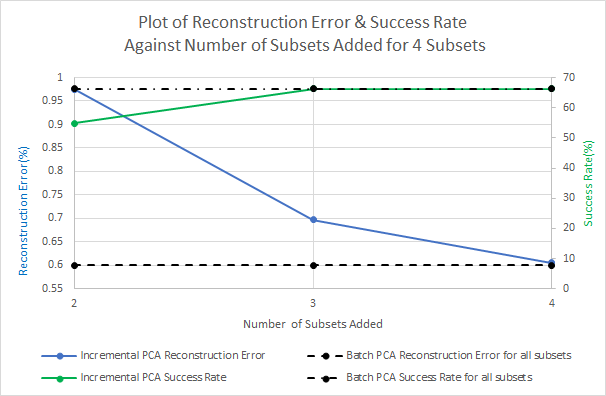 Plot of Reconstruction Error & Success Rate
Against Number of Subsets Added for 4 Subsets
1
0.95
0.9
0.85
0.8
0.75
0.7
0.65
0.6
0.55
Reconstruction Error(%)
70
60
50
40
30
20
10
0
Success Rate(%)
2 3 4
Number of Subsets Added
Incremental PCA Reconstruction Error
Batch PCA Reconstruction Error for all subsets
Incremental PCA Success Rate
Batch PCA Success Rate for all subsets